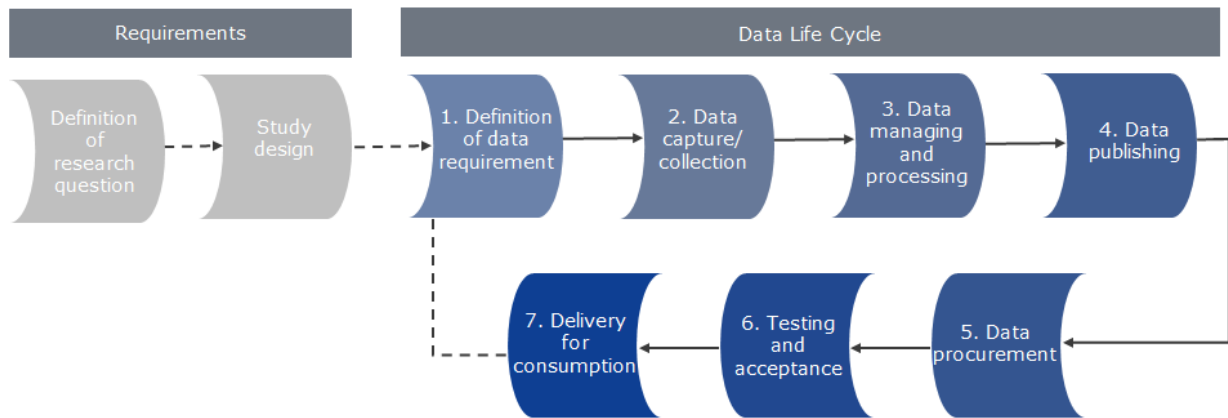 Requirements
Data Life Cycle
Definition
of
research
question
Study
design
1. Definition
of data
requirement
2. Data
capture/
collection
3. Data
managing
and
processing
4. Data
publishing
5. Data
procurement
6. Testing
and
acceptance
7. Delivery
for
consumption